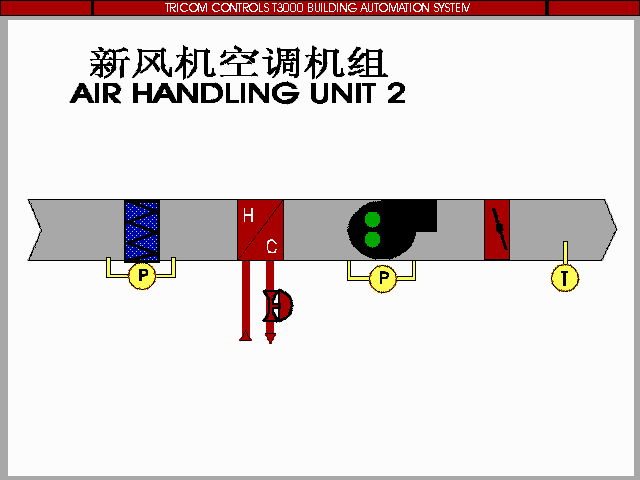 TRICOM CONTROLS T3000 BUILDING AUTOMATION SYSTEM
新风机空调机组
AIR HANDLING UNIT 2
H
C
P
P
T